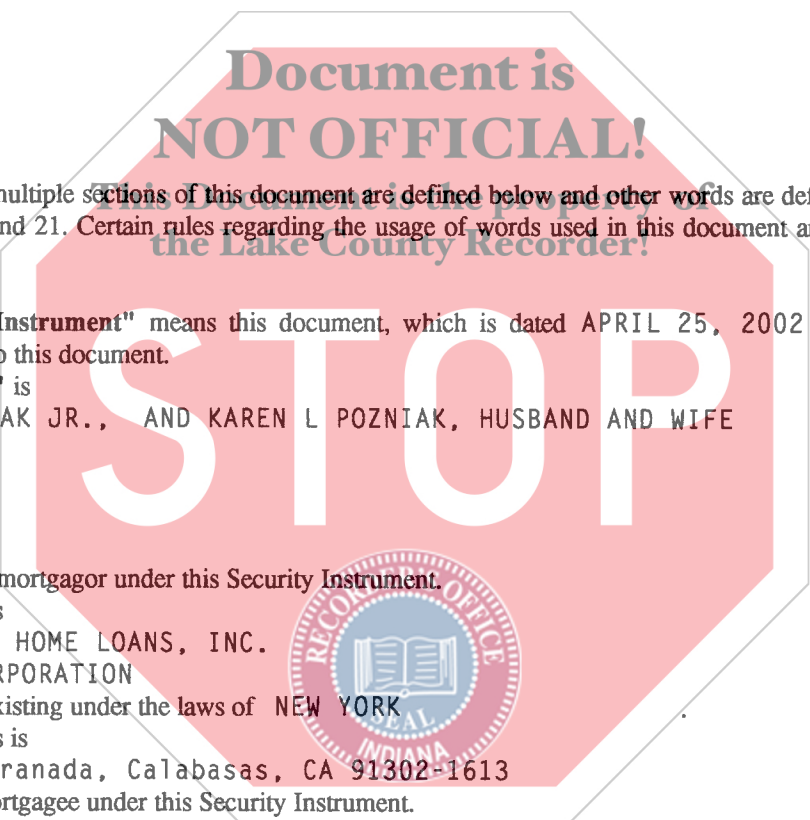 Document is
NOT OFFICIAL!
This Document is the property of
the Lake County Recorder!
multiple sections of this document are defined below and other words are
nd 21. Certain rules regarding the usage of words used in this document
Instrument" means this document, which is dated APRIL 25, 2002
this document.
" is
AK JR., AND KAREN L POZNIAK, HUSBAND AND WIFE
STOP
mortgagor under this Security Instrument.
HOME LOANS, INC.
RPORATION
xisting under the laws of NEW YORK
s is
ranada, Calabasas, CA 91302-1613
rtgagee under this Security Instrument.
RECORDER'S OFFICE
SEAL
INDIANA